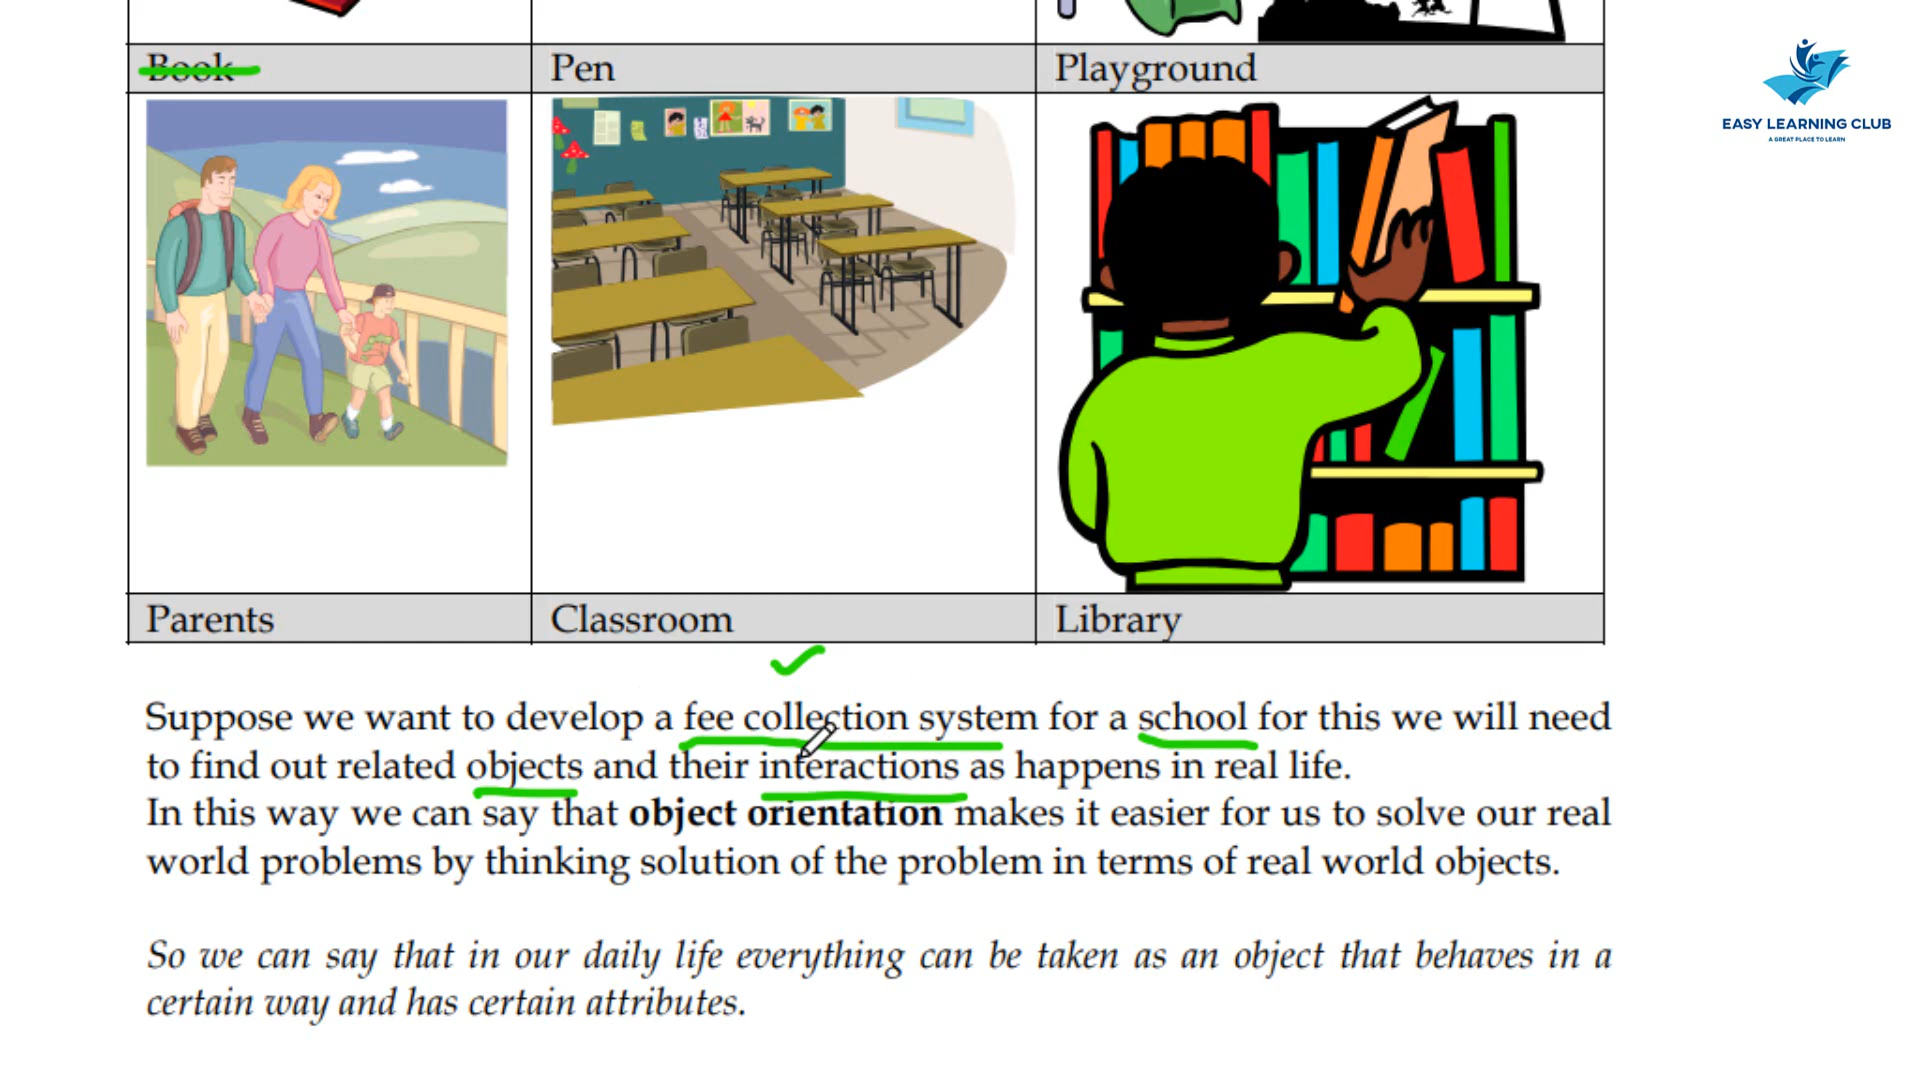 Book
Pen
Playground
EASY LEARNING CLUB
A GREAT PLACE TO LEARN
Parents
Classroom
Library
Suppose we want to develop a fee collection system for a school for this we will need
to find out related objects and their interactions as happens in real life.
In this way we can say that object orientation makes it easier for us to solve our real
world problems by thinking solution of the problem in terms of real world objects.
So we can say that in our daily life everything can be taken as an object that behaves in a
certain way and has certain attributes.